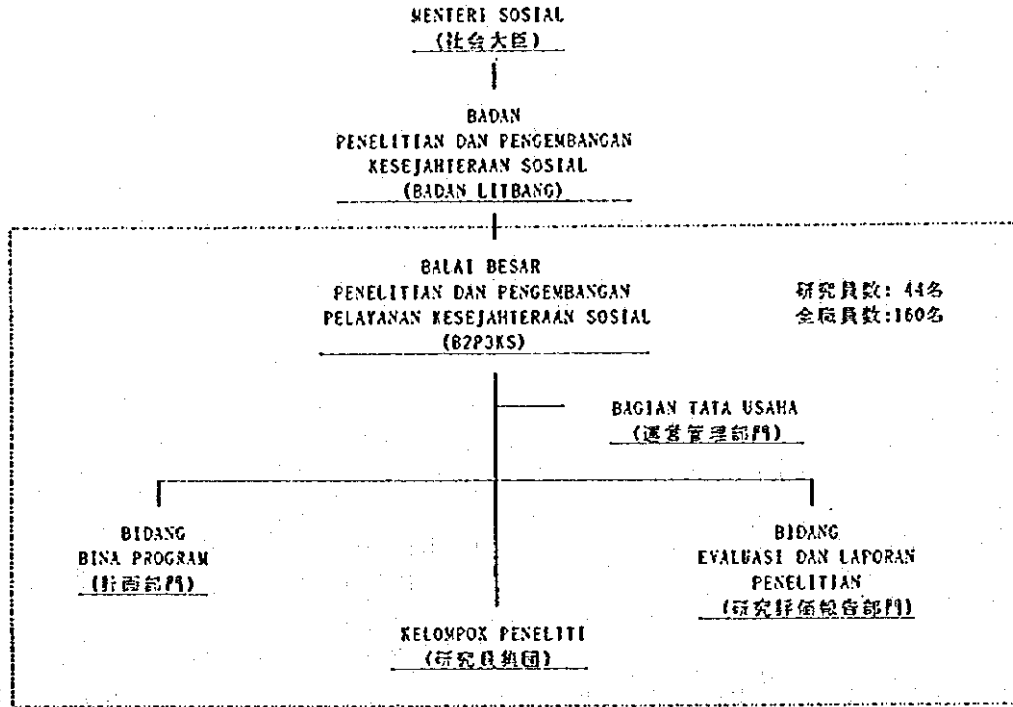 MENTERI SOSIAL
(社会大臣)
BADAN
PENELITIAN DAN PENGEMBANGAN
KESEJAHTERAAN SOSIAL
(BADAN LITBANG)
BALAI BESAR
PENELITIAN DAN PENGEMBANGAN
PELAYANAN KESEJAHTERAAN SOSIAL
(B2P3KS)
研究員数: 44名
全職員数:160名
BAGIAN TATA USAHA
(運営管理部門)
BIDANG
BINA PROGRAM
(計画部門)
BIDANG
EVALUASI DAN LAPORAN
PENELITIAN
(研究評価報告部門)
KELOMPOK PENELITI
(研究員集団)